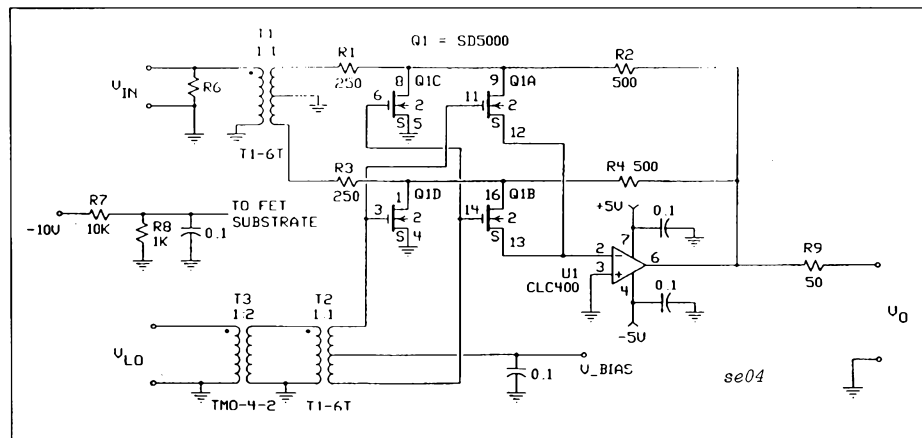 T1
1:1
R1
250
Q1 = SD5000
R2
500
V_IN
R6
T1-6T
8
Q1C
6
2
S
5
9
Q1A
11
2
S
12
R3
250
R4 500
1
Q1D
3
2
S
4
16
Q1B
14
2
S
13
-10V
R7
10K
R8
1K
0.1
TO FET
SUBSTRATE
+5V
0.1
2
7
3
6
4
U1
CLC400
0.1
-5V
R9
50
V_O
T3
1:2
T2
1:1
V_LO
TMO-4-2
T1-6T
0.1
V_BIAS
se04